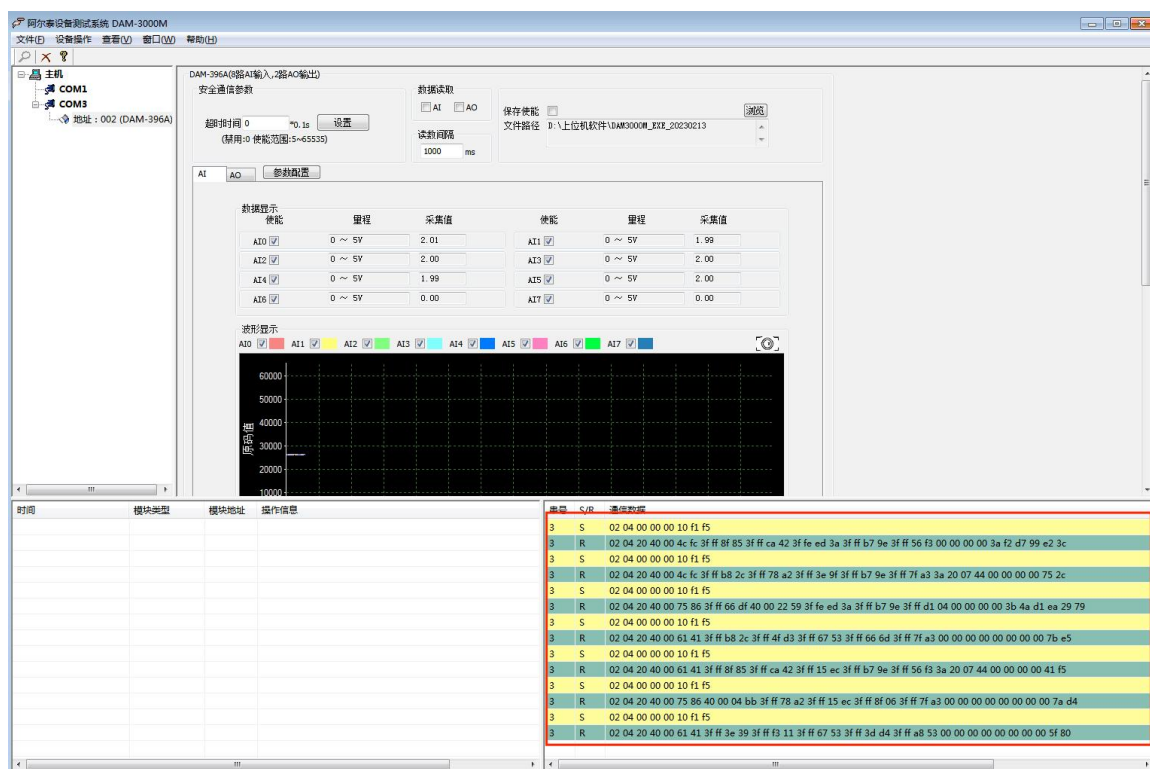 阿尔泰设备测试系统 DAM-3000M
文件(F) 设备操作 查看(V) 窗口(W) 帮助(H)
主机
COM1
COM3
地址：002 (DAM-396A)
DAM-396A(8路AI输入,2路AO输出)
安全通信参数
超时时间 0 *0.1s 设置
(禁用:0 使能范围:5~65535)
数据读取
AI AO
读数间隔
1000 ms
保存使能 浏览
文件路径 D:\上位机软件\DAM3000M_EXE_20230213
AI AO 参数配置
数据显示
使能 量程 采集值 使能 量程 采集值
AI0 0 ～ 5V 2.01 AI1 0 ～ 5V 1.99
AI2 0 ～ 5V 2.00 AI3 0 ～ 5V 2.00
AI4 0 ～ 5V 1.99 AI5 0 ～ 5V 2.00
AI6 0 ～ 5V 0.00 AI7 0 ～ 5V 0.00
波形显示
AI0 AI1 AI2 AI3 AI4 AI5 AI6 AI7
原码值
60000
50000
40000
30000
20000
10000
时间 模块类型 模块地址 操作信息
串号 S/R 通信数据
3 S 02 04 00 00 00 10 f1 f5
3 R 02 04 20 40 00 4c fc 3f ff 8f 85 3f ff ca 42 3f fe ed 3a 3f ff b7 9e 3f ff 56 f3 00 00 00 00 3a f2 d7 99 e2 3c
3 S 02 04 00 00 00 10 f1 f5
3 R 02 04 20 40 00 4c fc 3f ff b8 2c 3f ff 78 a2 3f ff 3e 9f 3f ff b7 9e 3f ff 7f a3 3a 20 07 44 00 00 00 00 75 2c
3 S 02 04 00 00 00 10 f1 f5
3 R 02 04 20 40 00 75 86 3f ff 66 df 40 00 22 59 3f fe ed 3a 3f ff b7 9e 3f ff d1 04 00 00 00 00 3b 4a d1 ea 29 79
3 S 02 04 00 00 00 10 f1 f5
3 R 02 04 20 40 00 61 41 3f ff b8 2c 3f ff 4f d3 3f ff 67 53 3f ff 66 6d 3f ff 7f a3 00 00 00 00 00 00 00 00 7b e5
3 S 02 04 00 00 00 10 f1 f5
3 R 02 04 20 40 00 61 41 3f ff 8f 85 3f ff ca 42 3f ff 15 ec 3f ff b7 9e 3f ff 56 f3 3a 20 07 44 00 00 00 00 41 f5
3 S 02 04 00 00 00 10 f1 f5
3 R 02 04 20 40 00 75 86 40 00 04 bb 3f ff 78 a2 3f ff 15 ec 3f ff 8f 06 3f ff 7f a3 00 00 00 00 00 00 00 00 7a d4
3 S 02 04 00 00 00 10 f1 f5
3 R 02 04 20 40 00 61 41 3f ff 3e 39 3f ff f3 11 3f ff 67 53 3f ff 3d d4 3f ff a8 53 00 00 00 00 00 00 00 00 5f 80